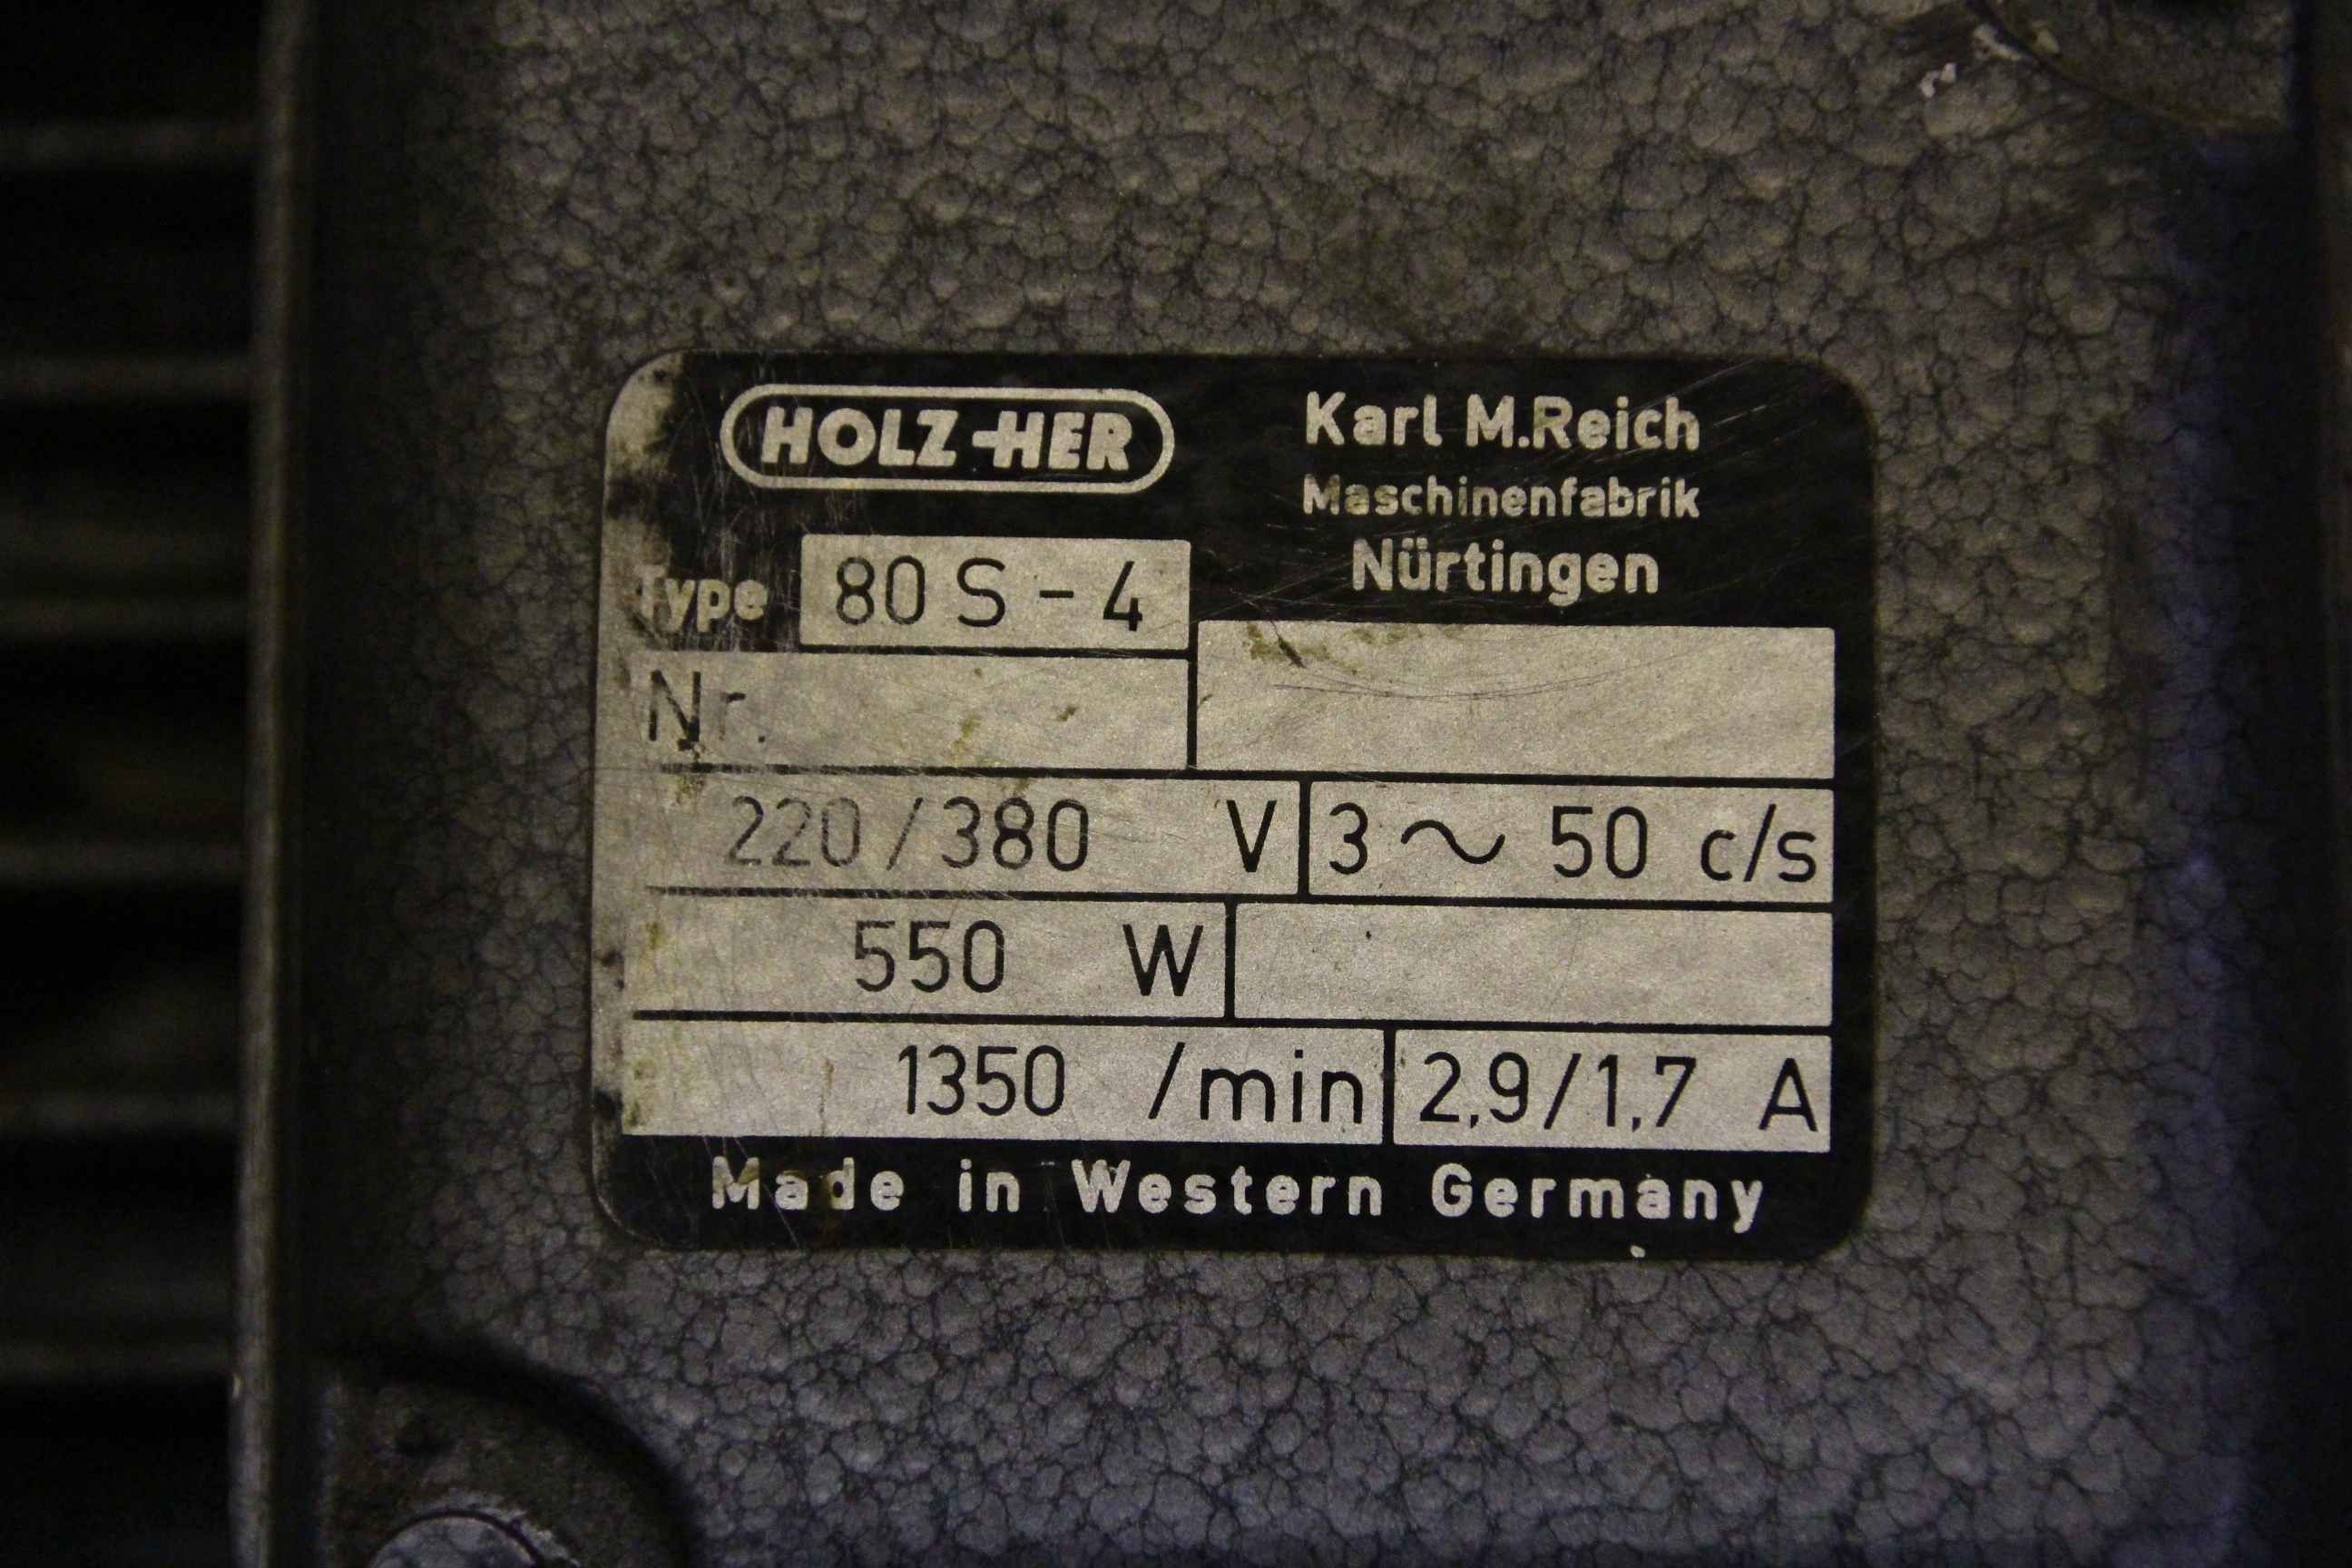 HOLZ-HER
Karl M.Reich
Maschinenfabrik
Nürtingen
Type 80 S - 4
Nr.
220 / 380 V 3 ~ 50 c/s
550 W
1350 /min 2,9/1,7 A
Made in Western Germany